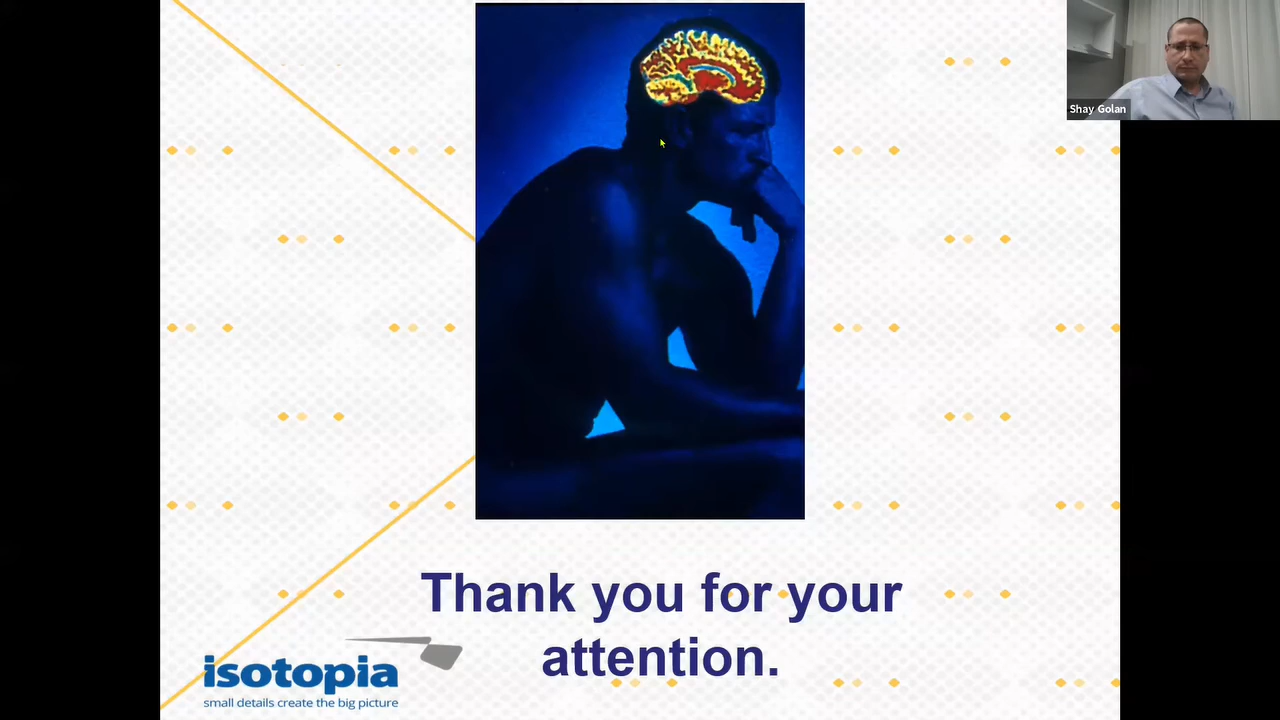 Shay Golan
Thank you for your
attention.
isotopia
small details create the big picture